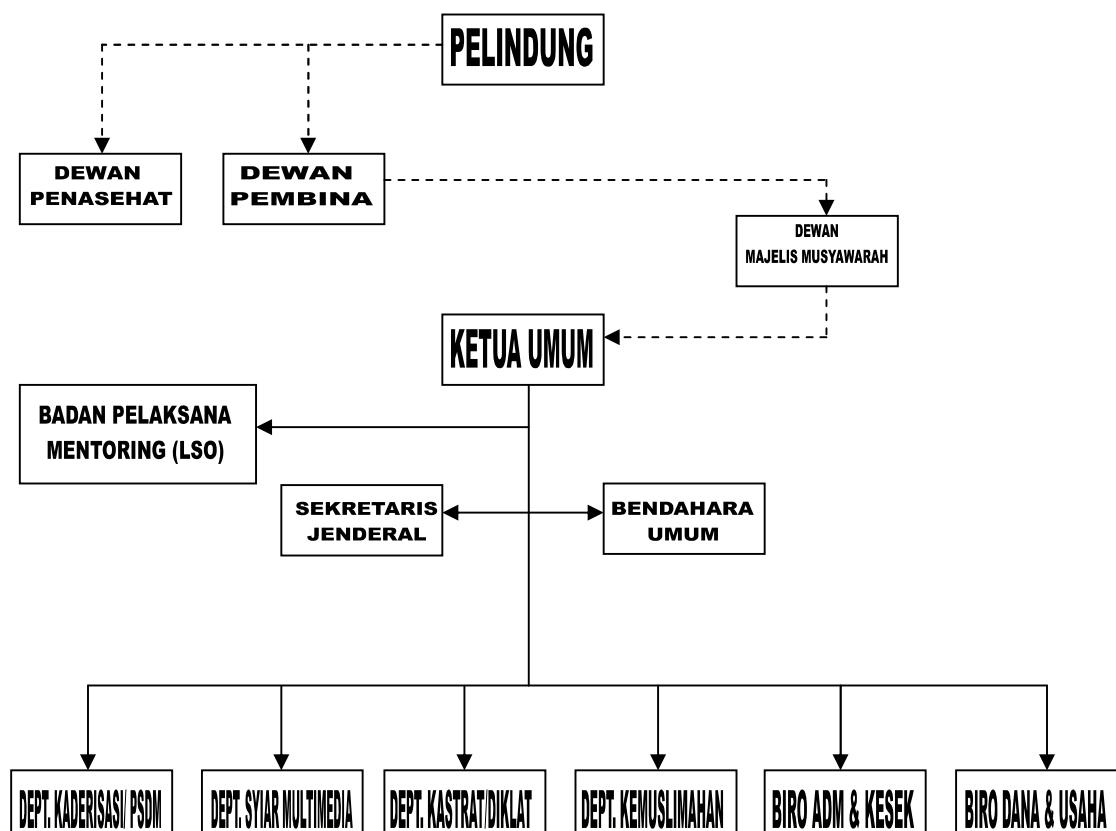 PELINDUNG
DEWAN
PENASEHAT
DEWAN
PEMBINA
DEWAN
MAJELIS MUSYAWARAH
KETUA UMUM
BADAN PELAKSANA
MENTORING (LSO)
SEKRETARIS
JENDERAL
BENDAHARA
UMUM
DEPT. KADERISASI/ PSDM
DEPT. SYIAR MULTIMEDIA
DEPT. KASTRAT/DIKLAT
DEPT. KEMUSLIMAHAN
BIRO ADM & KESEK
BIRO DANA & USAHA